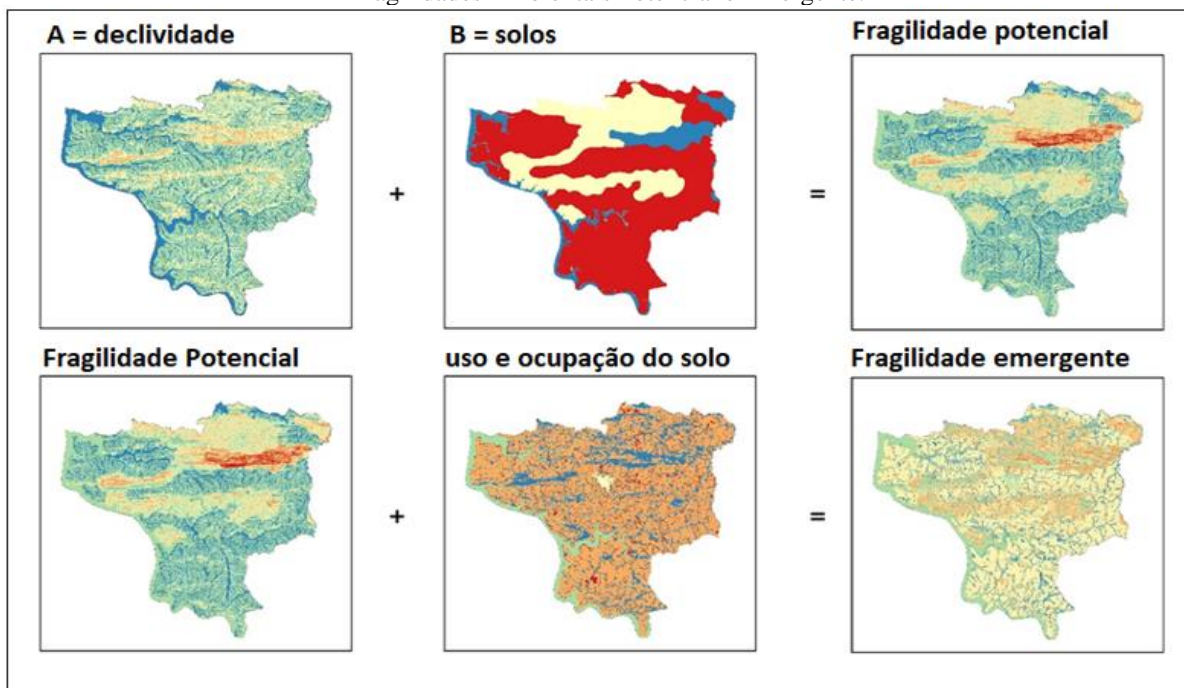 A = declividade
B = solos
Fragilidade potencial
+
=
Fragilidade Potencial
uso e ocupação do solo
Fragilidade emergente
+
=